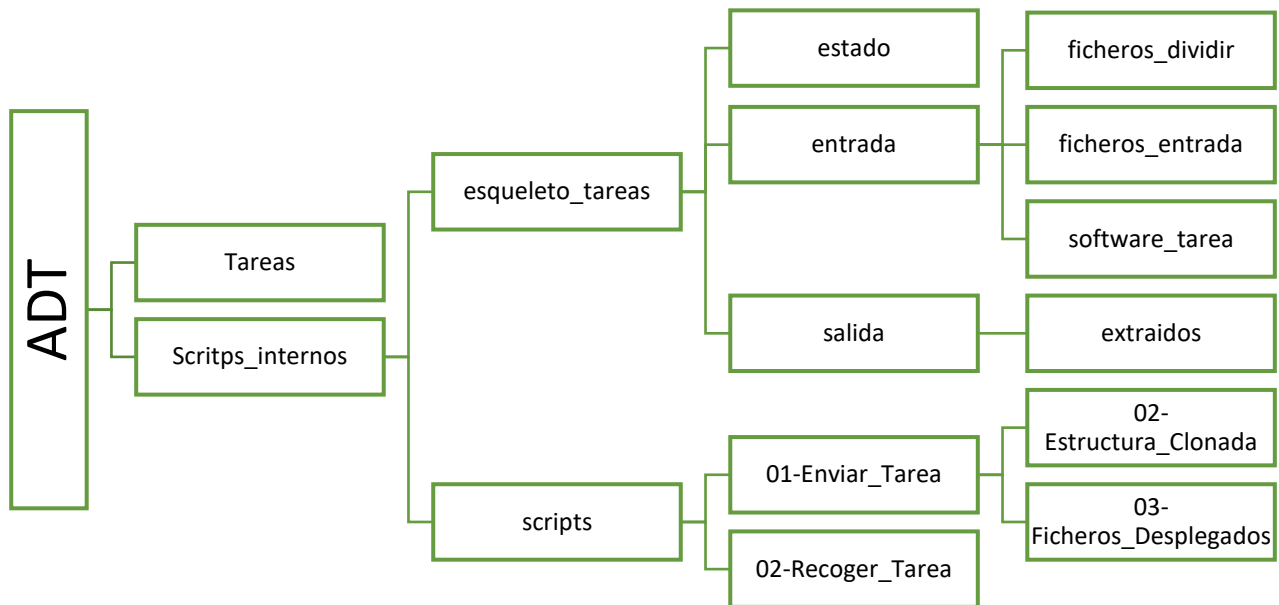 ADT
Tareas
Scritps_internos
esqueleto_tareas
scripts
estado
entrada
salida
01-Enviar_Tarea
02-Recoger_Tarea
ficheros_dividir
ficheros_entrada
software_tarea
extraidos
02-
Estructura_Clonada
03-
Ficheros_Desplegados